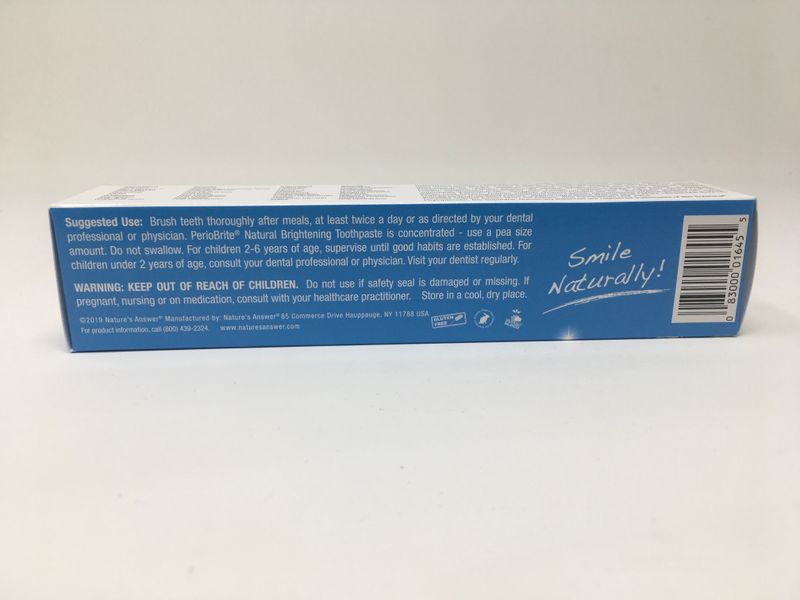 Suggested Use: Brush teeth thoroughly after meals, at least twice a day or as directed by your dental
professional or physician. PerioBrite® Natural Brightening Toothpaste is concentrated - use a pea size
amount. Do not swallow. For children 2-6 years of age, supervise until good habits are established. For
children under 2 years of age, consult your dental professional or physician. Visit your dentist regularly.
WARNING: KEEP OUT OF REACH OF CHILDREN. Do not use if safety seal is damaged or missing. If
pregnant, nursing or on medication, consult with your healthcare practitioner. Store in a cool, dry place.
©2019 Nature's Answer® Manufactured by: Nature's Answer® 85 Commerce Drive Hauppauge, NY 11788 USA
For product information, call (800) 439-2324. www.naturesanswer.com
GLUTEN
FREE
Smile
Naturally!
0 83000 01645 5